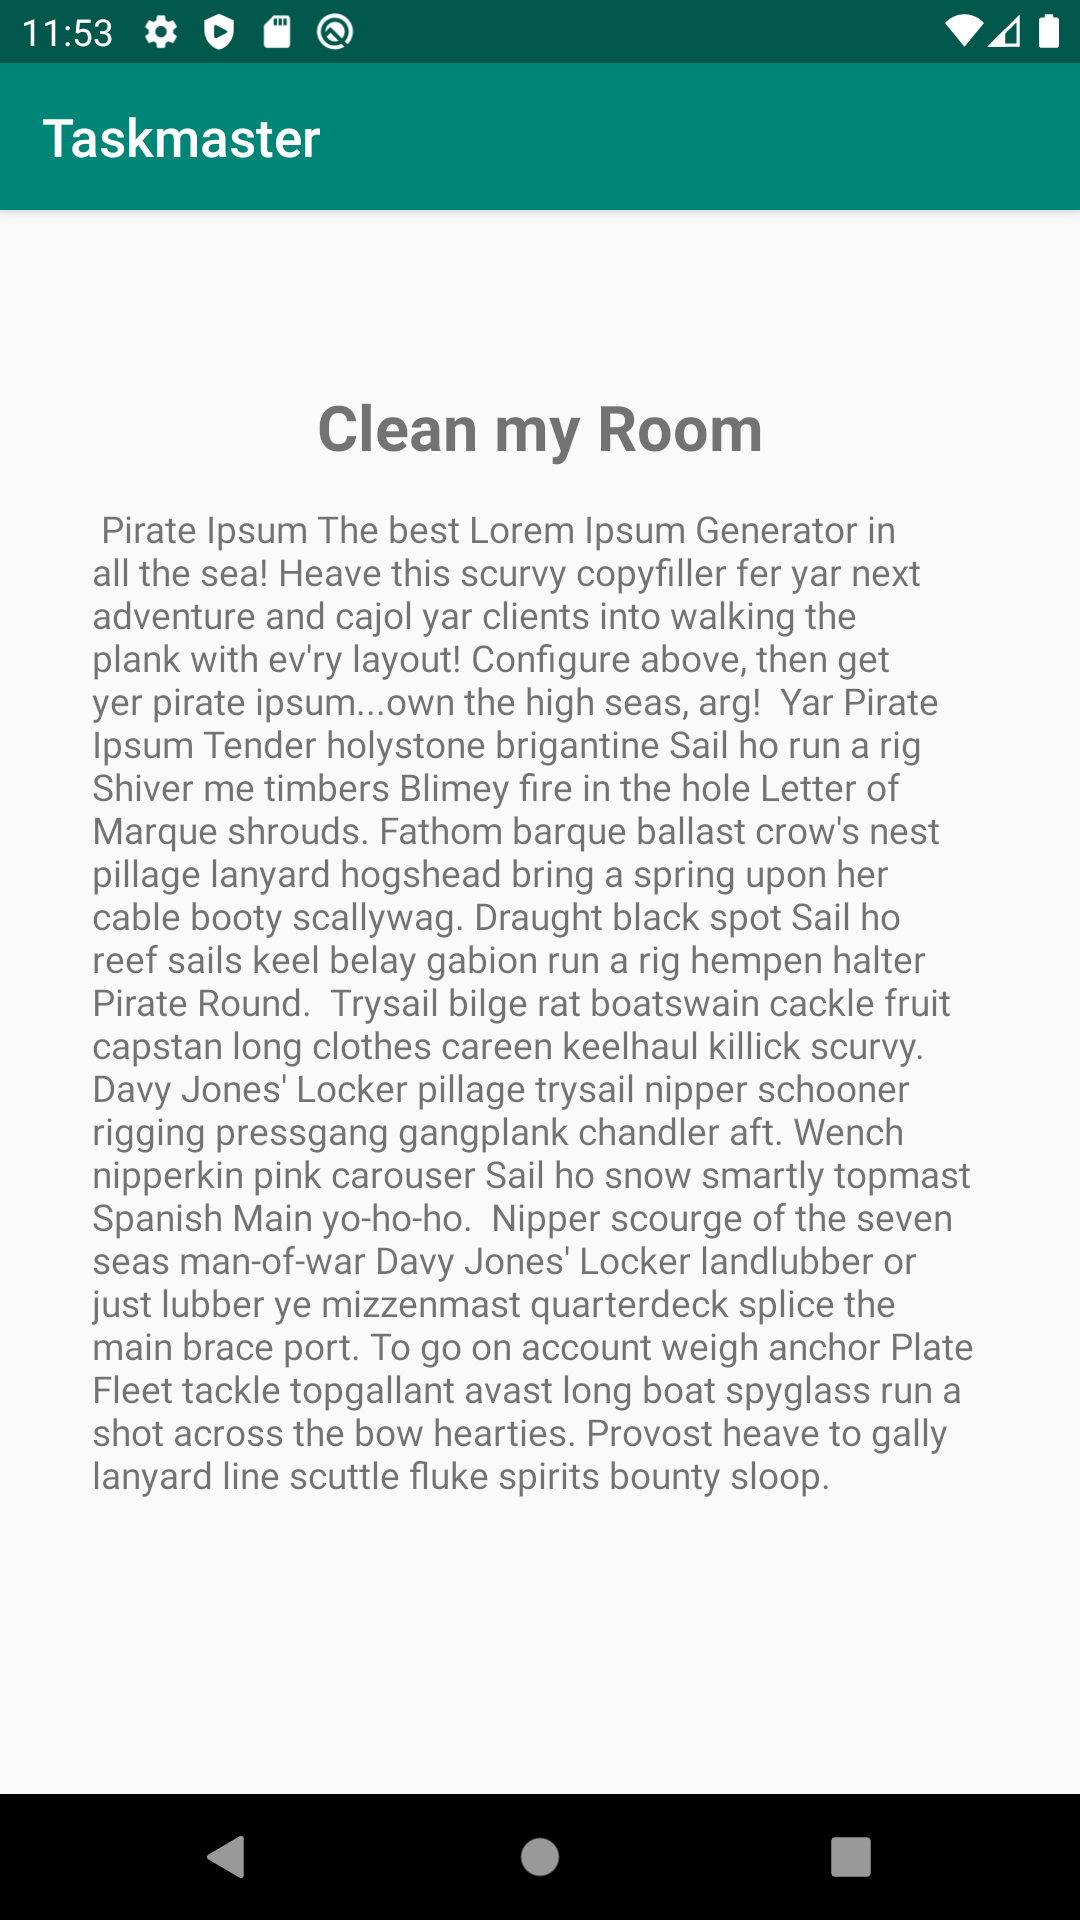 11:53
Taskmaster
Clean my Room
Pirate Ipsum The best Lorem Ipsum Generator in
all the sea! Heave this scurvy copyfiller fer yar next
adventure and cajol yar clients into walking the
plank with ev'ry layout! Configure above, then get
yer pirate ipsum...own the high seas, arg!  Yar Pirate
Ipsum Tender holystone brigantine Sail ho run a rig
Shiver me timbers Blimey fire in the hole Letter of
Marque shrouds. Fathom barque ballast crow's nest
pillage lanyard hogshead bring a spring upon her
cable booty scallywag. Draught black spot Sail ho
reef sails keel belay gabion run a rig hempen halter
Pirate Round.  Trysail bilge rat boatswain cackle fruit
capstan long clothes careen keelhaul killick scurvy.
Davy Jones' Locker pillage trysail nipper schooner
rigging pressgang gangplank chandler aft. Wench
nipperkin pink carouser Sail ho snow smartly topmast
Spanish Main yo-ho-ho.  Nipper scourge of the seven
seas man-of-war Davy Jones' Locker landlubber or
just lubber ye mizzenmast quarterdeck splice the
main brace port. To go on account weigh anchor Plate
Fleet tackle topgallant avast long boat spyglass run a
shot across the bow hearties. Provost heave to gally
lanyard line scuttle fluke spirits bounty sloop.